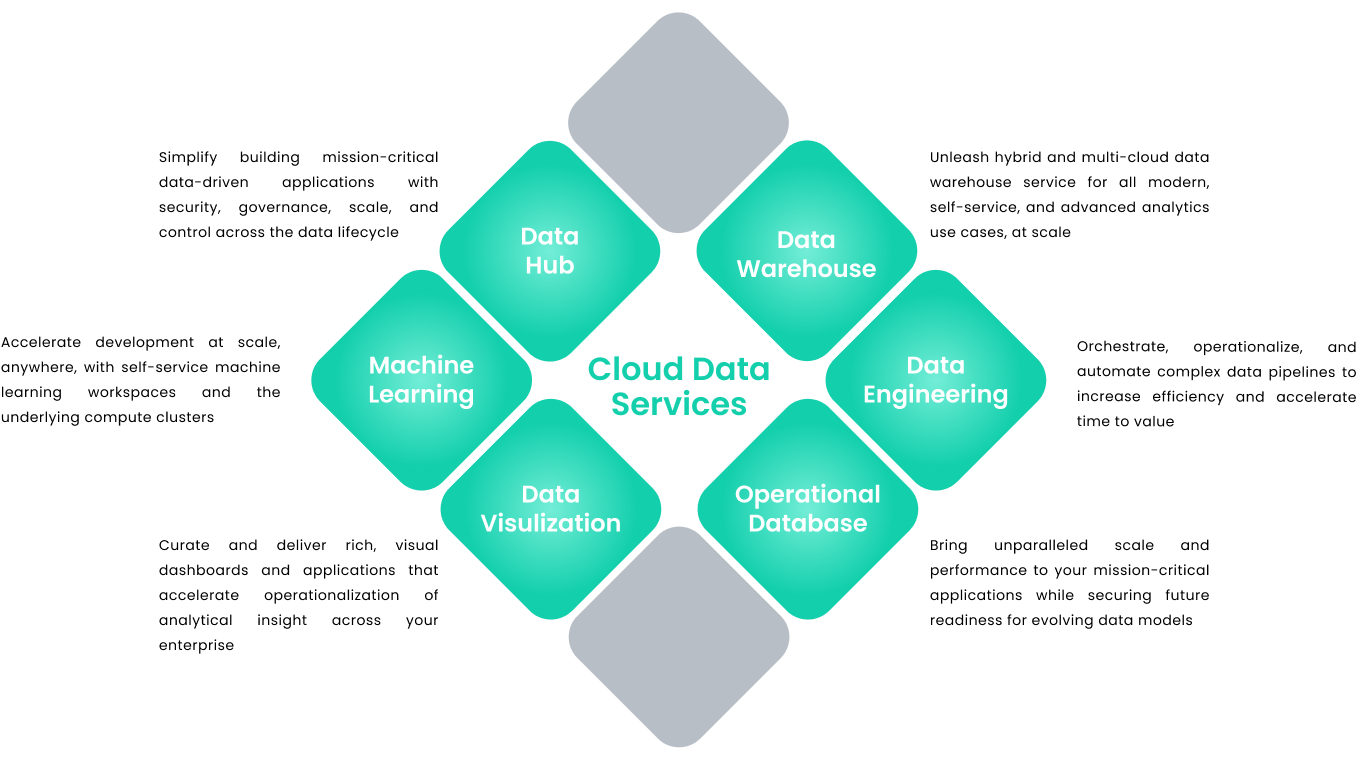 Simplify building mission-critical
data-driven applications with
security, governance, scale, and
control across the data lifecycle
Data
Hub
Data
Warehouse
Unleash hybrid and multi-cloud data
warehouse service for all modern,
self-service, and advanced analytics
use cases, at scale
Accelerate development at scale,
anywhere, with self-service machine
learning workspaces and the
underlying compute clusters
Machine
Learning
Cloud Data
Services
Data
Engineering
Orchestrate, operationalize, and
automate complex data pipelines to
increase efficiency and accelerate
time to value
Curate and deliver rich, visual
dashboards and applications that
accelerate operationalization of
analytical insight across your
enterprise
Data
Visulization
Operational
Database
Bring unparalleled scale and
performance to your mission-critical
applications while securing future
readiness for evolving data models